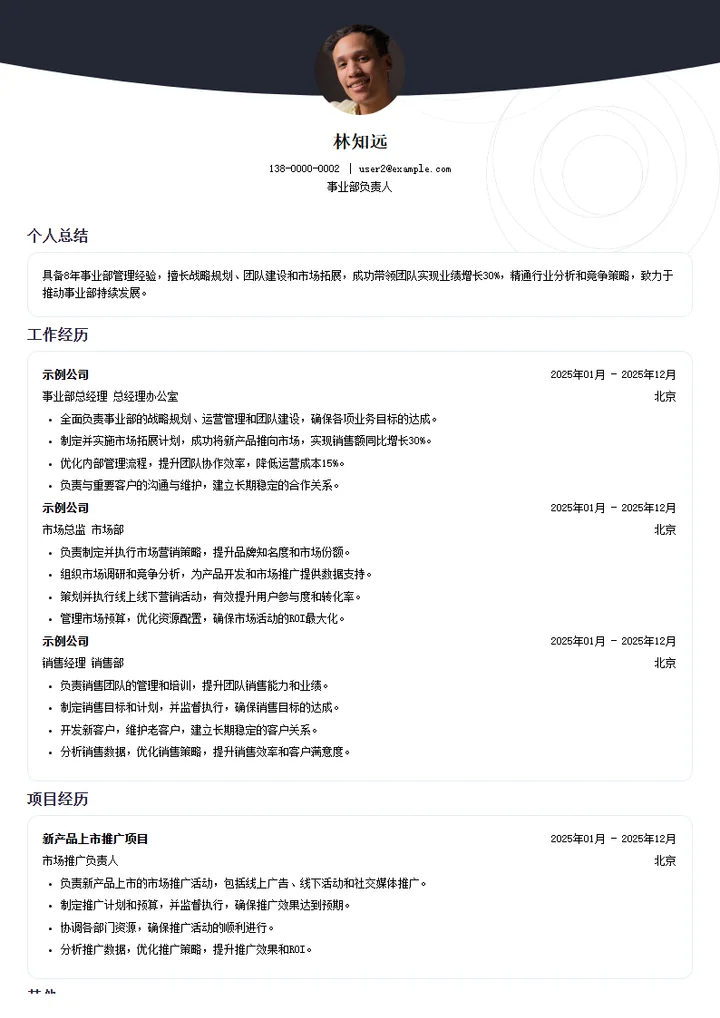 林知远
138-0000-0002 | user2@example.com
事业部负责人
个人总结
具备8年事业部管理经验，擅长战略规划、团队建设和市场拓展，成功带领团队实现业绩增长30%，精通行业分析和竞争策略，致力于
推动事业部持续发展。
工作经历
示例公司 2025年01月 - 2025年12月
事业部总经理 总经理办公室 北京
• 全面负责事业部的战略规划、运营管理和团队建设，确保各项业务目标的达成。
• 制定并实施市场拓展计划，成功将新产品推向市场，实现销售额同比增长30%。
• 优化内部管理流程，提升团队协作效率，降低运营成本15%。
• 负责与重要客户的沟通与维护，建立长期稳定的合作关系。
示例公司 2025年01月 - 2025年12月
市场总监 市场部 北京
• 负责制定并执行市场营销策略，提升品牌知名度和市场份额。
• 组织市场调研和竞争分析，为产品开发和市场推广提供数据支持。
• 策划并执行线上线下营销活动，有效提升用户参与度和转化率。
• 管理市场预算，优化资源配置，确保市场活动的ROI最大化。
示例公司 2025年01月 - 2025年12月
销售经理 销售部 北京
• 负责销售团队的管理和培训，提升团队销售能力和业绩。
• 制定销售目标和计划，并监督执行，确保销售目标的达成。
• 开发新客户，维护老客户，建立长期稳定的客户关系。
• 分析销售数据，优化销售策略，提升销售效率和客户满意度。
项目经历
新产品上市推广项目 2025年01月 - 2025年12月
市场推广负责人 北京
• 负责新产品上市的市场推广活动，包括线上广告、线下活动和社交媒体推广。
• 制定推广计划和预算，并监督执行，确保推广效果达到预期。
• 协调各部门资源，确保推广活动的顺利进行。
• 分析推广数据，优化推广策略，提升推广效果和ROI。